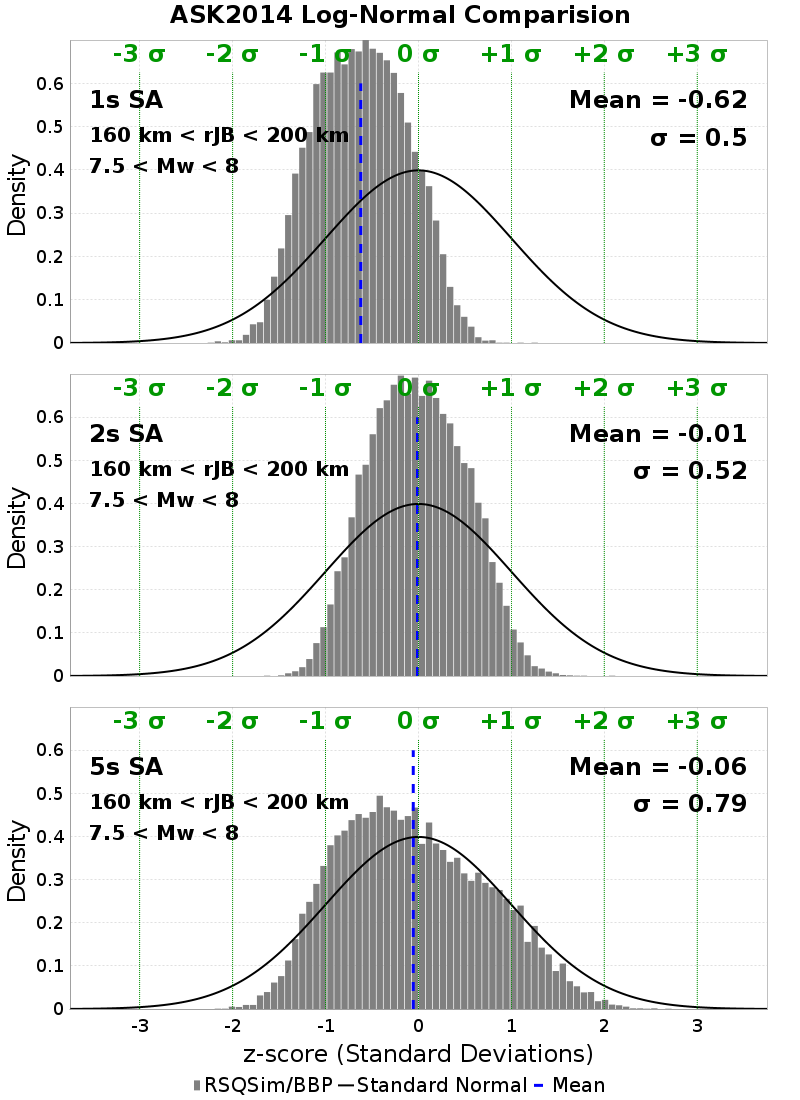 ASK2014 Log-Normal Comparision
-3 σ -2 σ -1 σ 0 σ +1 σ +2 σ +3 σ
1s SA
160 km < rJB < 200 km
7.5 < Mw < 8
Mean = -0.62
σ = 0.5
Density
0.6
0.5
0.4
0.3
0.2
0.1
0
-3 σ -2 σ -1 σ 0 σ +1 σ +2 σ +3 σ
2s SA
160 km < rJB < 200 km
7.5 < Mw < 8
Mean = -0.01
σ = 0.52
Density
0.6
0.5
0.4
0.3
0.2
0.1
0
-3 σ -2 σ -1 σ 0 σ +1 σ +2 σ +3 σ
5s SA
160 km < rJB < 200 km
7.5 < Mw < 8
Mean = -0.06
σ = 0.79
Density
0.6
0.5
0.4
0.3
0.2
0.1
0
-3 -2 -1 0 1 2 3
z-score (Standard Deviations)
RSQSim/BBP Standard Normal Mean